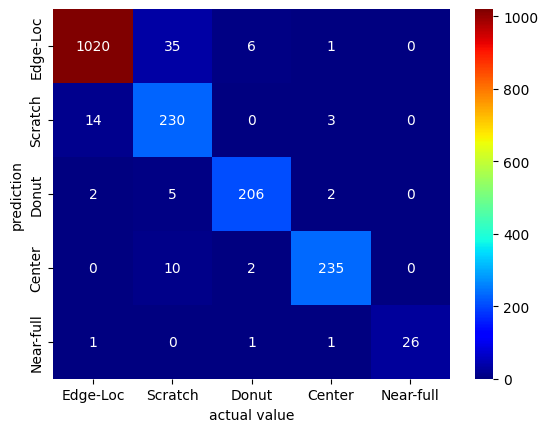 Edge-Loc 1020 35 6 1 0
Scratch 14 230 0 3 0
Donut 2 5 206 2 0
Center 0 10 2 235 0
Near-full 1 0 1 1 26
Edge-Loc Scratch Donut Center Near-full
actual value
prediction
1000
800
600
400
200
0